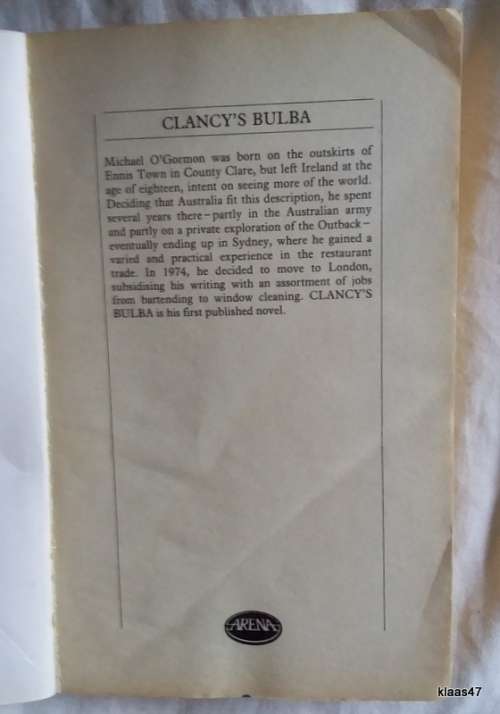 CLANCY'S BULBA
Michael O'Gormon was born on the outskirts of
Ennis Town in County Clare, but left Ireland at the
age of eighteen, intent on seeing more of the world.
Deciding that Australia fit this description, he spent
several years there – partly in the Australian army
and partly on a private exploration of the Outback –
eventually ending up in Sydney, where he gained a
varied and practical experience in the restaurant
trade. In 1974, he decided to move to London,
subsidising his writing with an assortment of jobs
from bartending to window cleaning. CLANCY'S
BULBA is his first published novel.
ARENA
klaas47